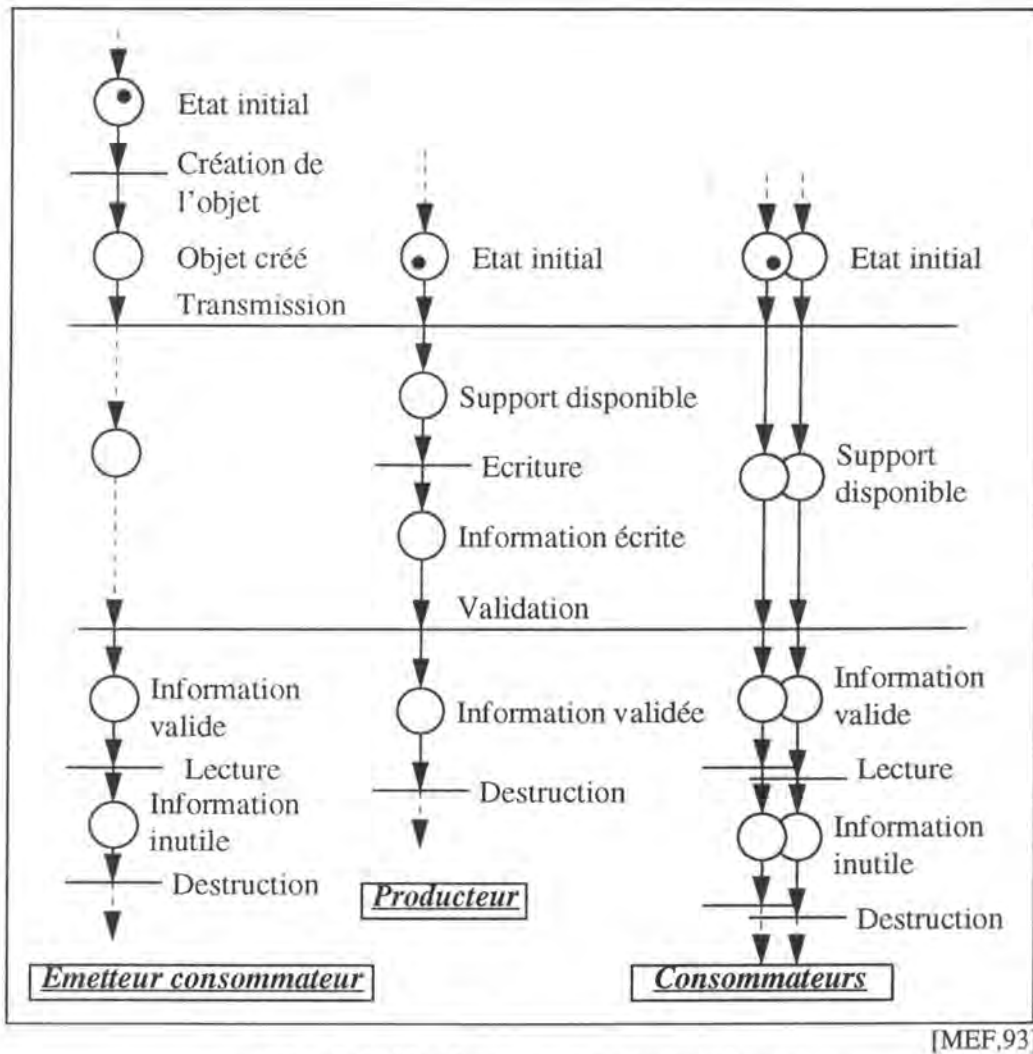 Etat initial
Création de
l'objet
Objet créé
Transmission
Information
valide
Lecture
Information
inutile
Destruction
Emetteur consommateur
Etat initial
Support disponible
Ecriture
Information écrite
Validation
Information validée
Destruction
Producteur
Etat initial
Support
disponible
Information
valide
Lecture
Information
inutile
Destruction
Consommateurs
[MEF,93]